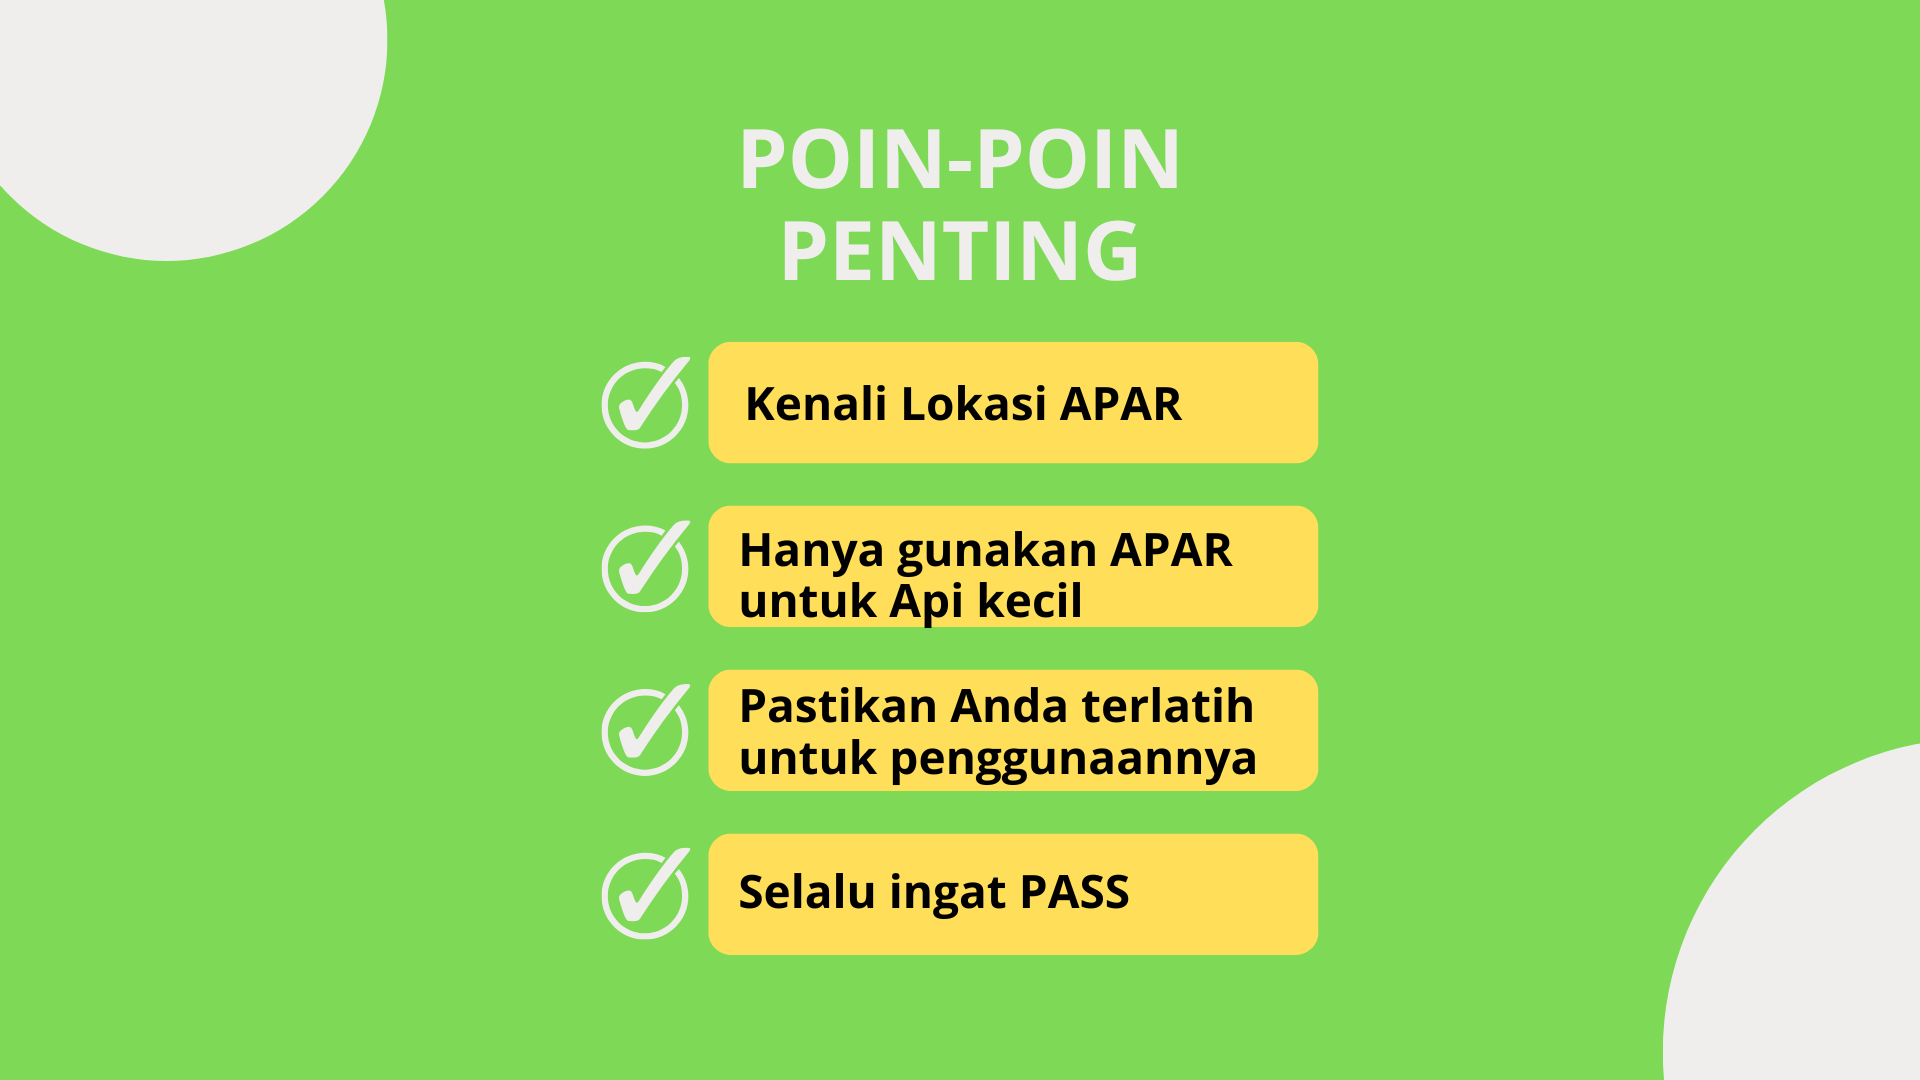 POIN-POIN
PENTING
Kenali Lokasi APAR
Hanya gunakan APAR
untuk Api kecil
Pastikan Anda terlatih
untuk penggunaannya
Selalu ingat PASS